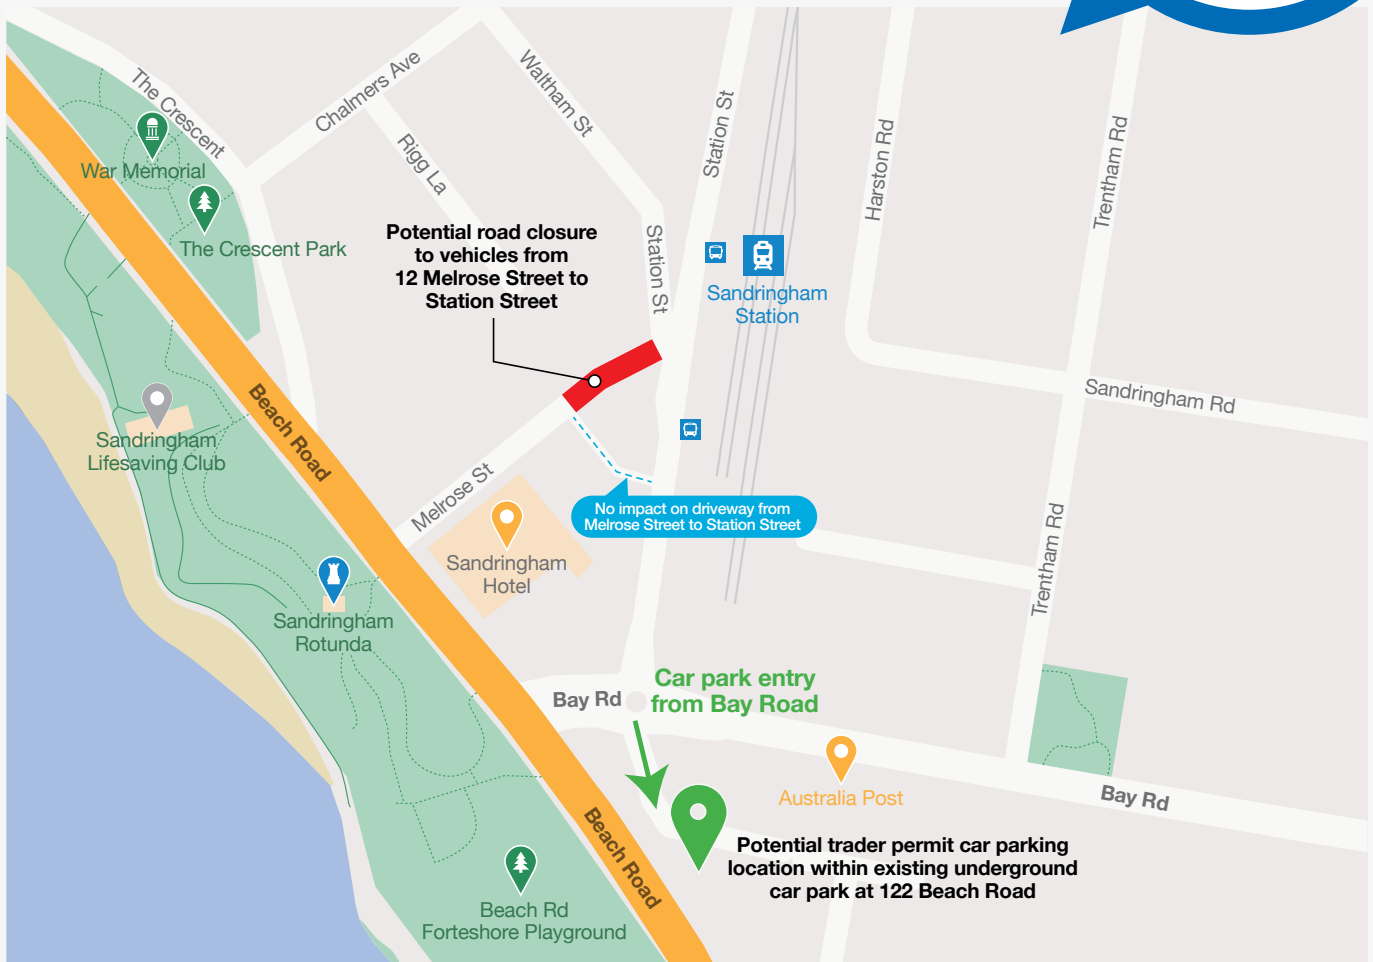 The Crescent
Chalmers Ave
Waltham St
Station St
Harston Rd
Trentham Rd
Rigg La
War Memorial
The Crescent Park
Potential road closure
to vehicles from
12 Melrose Street to
Station Street
Station St
Sandringham
Station
Sandringham Rd
Beach Road
Sandringham
Lifesaving Club
Melrose St
No impact on driveway from
Melrose Street to Station Street
Sandringham
Hotel
Trentham Rd
Sandringham
Rotunda
Bay Rd
Car park entry
from Bay Road
Australia Post
Bay Rd
Beach Road
Potential trader permit car parking
location within existing underground
car park at 122 Beach Road
Beach Rd
Forteshore Playground